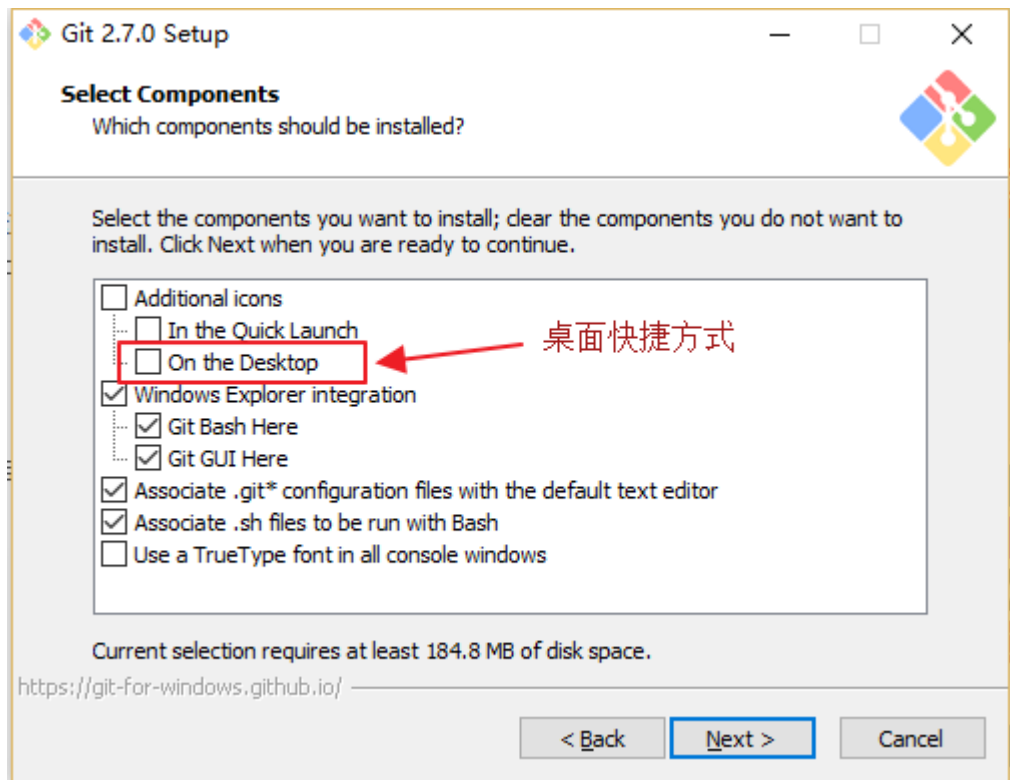 Git 2.7.0 Setup
Select Components
Which components should be installed?
Select the components you want to install; clear the components you do not want to
install. Click Next when you are ready to continue.
Additional icons
In the Quick Launch
On the Desktop
桌面快捷方式
Windows Explorer integration
Git Bash Here
Git GUI Here
Associate .git* configuration files with the default text editor
Associate .sh files to be run with Bash
Use a TrueType font in all console windows
Current selection requires at least 184.8 MB of disk space.
https://git-for-windows.github.io/
< Back
Next >
Cancel